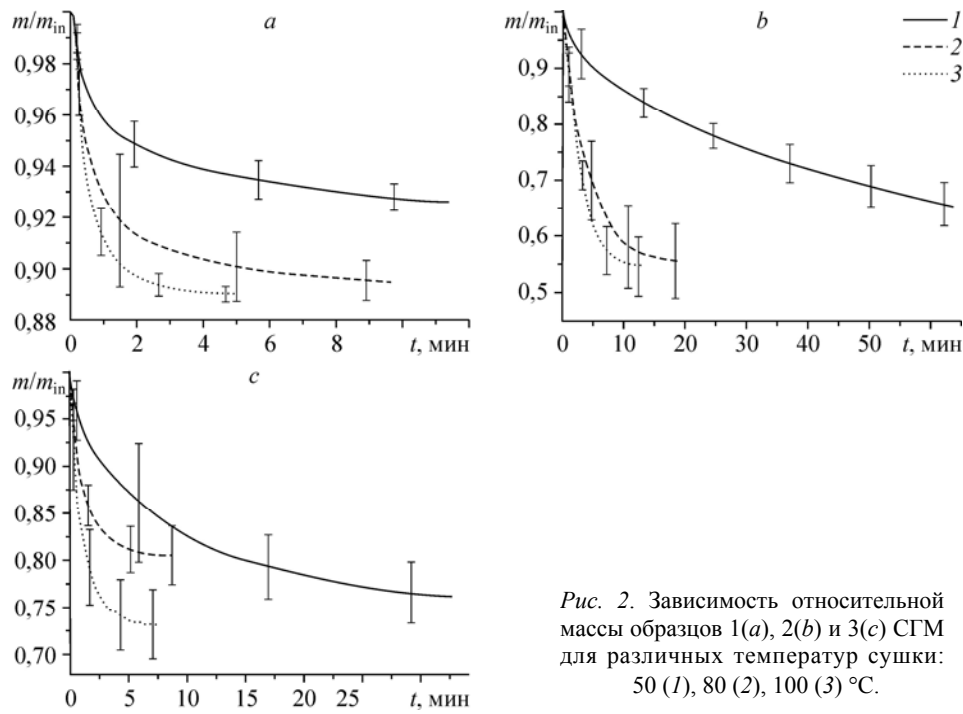 m/m_in
a
0,98
0,96
0,94
0,92
0,90
0,88
0 2 4 6 8 t, мин
m/m_in
b
0,9
0,8
0,7
0,6
0,5
0 10 20 30 40 50 t, мин
1
2
3
m/m_in
c
0,95
0,90
0,85
0,80
0,75
0,70
0 5 10 15 20 25 t, мин
Рис. 2. Зависимость относительной
массы образцов 1(a), 2(b) и 3(c) СГМ
для различных температур сушки:
50 (1), 80 (2), 100 (3) °C.